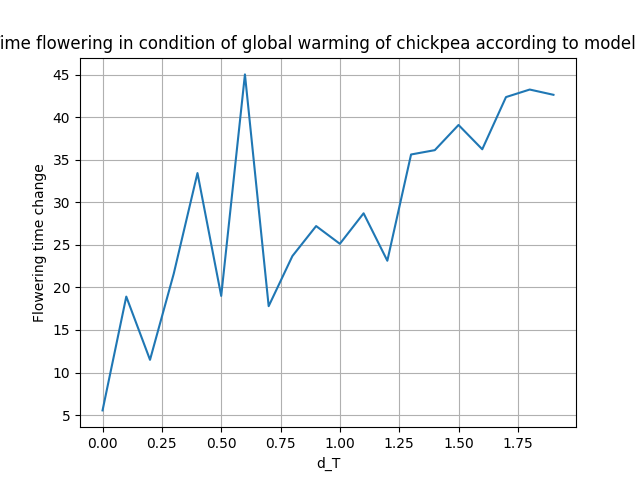 ime flowering in condition of global warming of chickpea according to model
45
40
35
30
25
20
15
10
5
Flowering time change
0.00 0.25 0.50 0.75 1.00 1.25 1.50 1.75
d_T